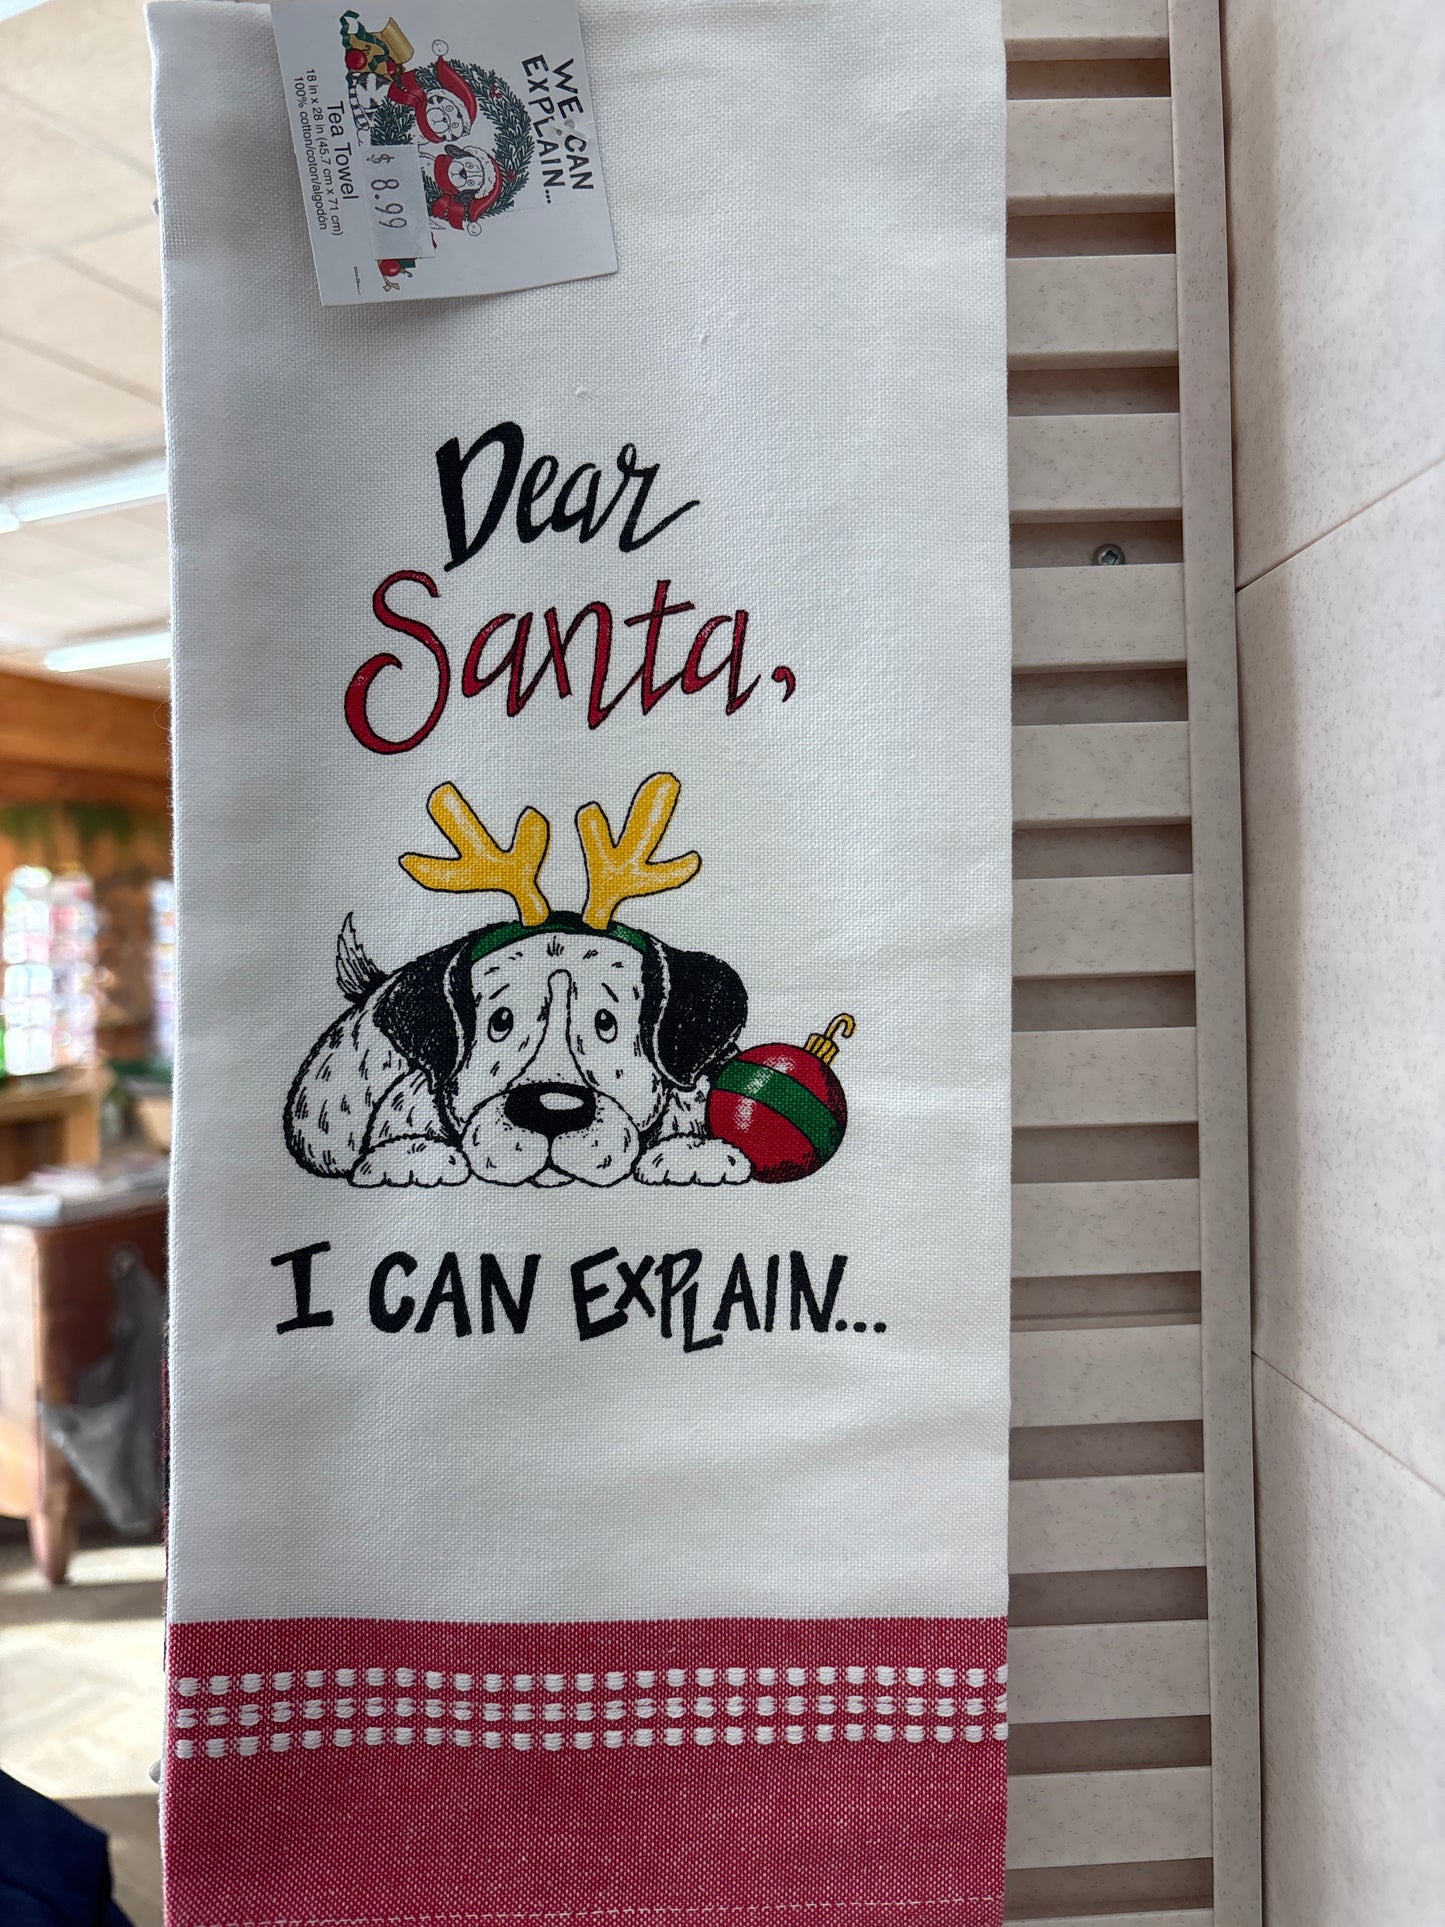 WE CAN
EXPLAIN...
$ 8.99
Tea Towel
18 in x 28 in (45.7 cm x 71 cm)
100% cotton/coton/algodón
Dear
Santa,
I CAN EXPLAIN...